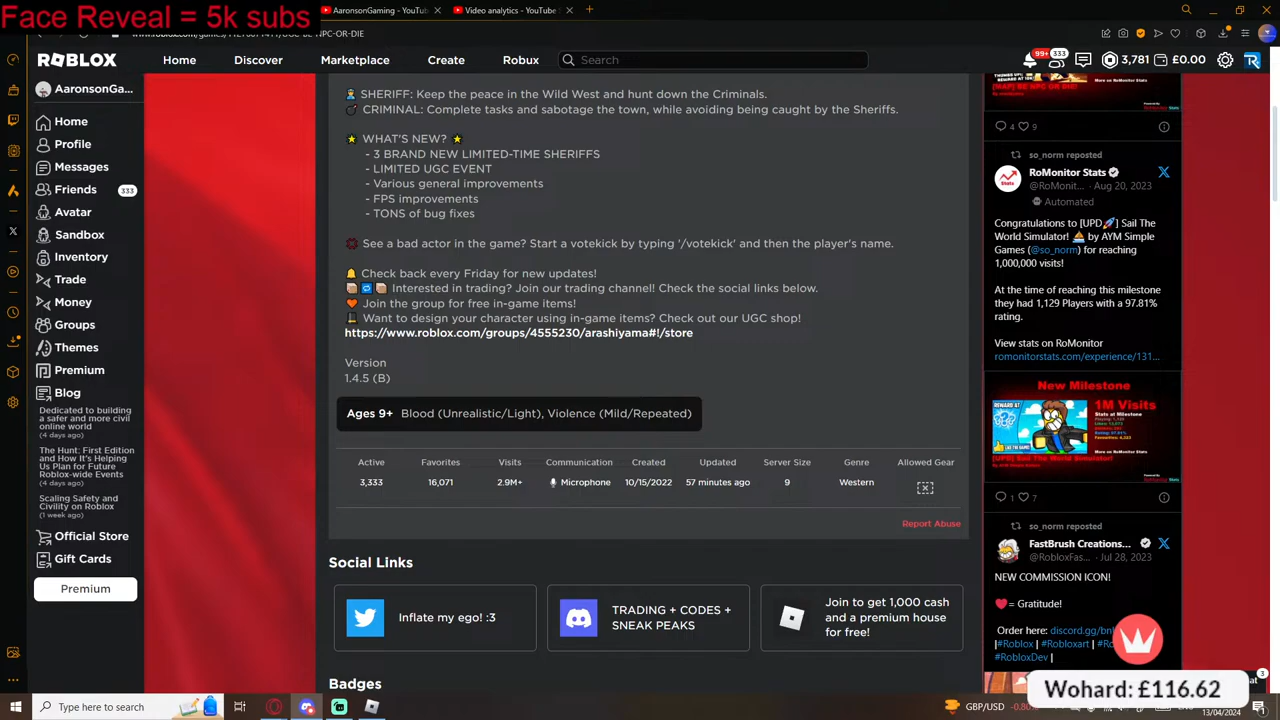 Face Reveal = 5k subs
AaronsonGaming - YouTube
Video analytics - YouTube
ROBLOX
Home
Discover
Marketplace
Create
Robux
Search
99+
333
3,781
£0.00
AaronsonGa...
Home
Profile
Messages
Friends
333
Avatar
Sandbox
Inventory
Trade
Money
Groups
Themes
Premium
Blog
Dedicated to building
a safer and more civil
online world
(4 days ago)
The Hunt: First Edition
and How It's Helping
Us Plan for Future
Roblox-wide Events
(4 days ago)
Scaling Safety and
Civility on Roblox
(1 week ago)
Official Store
Gift Cards
Premium
SHERIFF: Keep the peace in the Wild West and hunt down the Criminals.
CRIMINAL: Complete tasks and sabotage the town, while avoiding being caught by the Sheriffs.
⭐ WHAT'S NEW? ⭐
- 3 BRAND NEW LIMITED-TIME SHERIFFS
- LIMITED UGC EVENT
- Various general improvements
- FPS improvements
- TONS of bug fixes
See a bad actor in the game? Start a votekick by typing '/votekick' and then the player's name.
🔔 Check back every Friday for new updates!
Interested in trading? Join our trading channel! Check the social links below.
Join the group for free in-game items!
Want to design your character using in-game items? Check out our UGC shop!
https://www.roblox.com/groups/4555230/arashiyama#!/store
Version
1.4.5 (B)
Ages 9+ Blood (Unrealistic/Light), Violence (Mild/Repeated)
Active Favorites Visits Communication Created Updated Server Size Genre Allowed Gear
3,333 16,071 2.9M+ Microphone 10/15/2022 57 minutes ago 9 Western
Report Abuse
Social Links
Inflate my ego! :3
TRADING + CODES +
SNEAK PEAKS
Join to get 1,000 cash
and a premium house
for free!
Badges
4 9
so_norm reposted
RoMonitor Stats
@RoMonit... · Aug 20, 2023
Automated
Congratulations to [UPD🚀] Sail The
World Simulator! ⛵ by AYM Simple
Games (@so_norm) for reaching
1,000,000 visits!
At the time of reaching this milestone
they had 1,129 Players with a 97.81%
rating.
View stats on RoMonitor
romonitorstats.com/experience/131...
New Milestone
1M Visits
Stats at Milestone
1 7
so_norm reposted
FastBrush Creations...
@RobloxFas... · Jul 28, 2023
NEW COMMISSION ICON!
❤️= Gratitude!
Order here:
|#Roblox | #Robloxart |
#RobloxDev |
Wohard: £116.62
Type here to search
GBP/USD -0.80%
13/04/2024